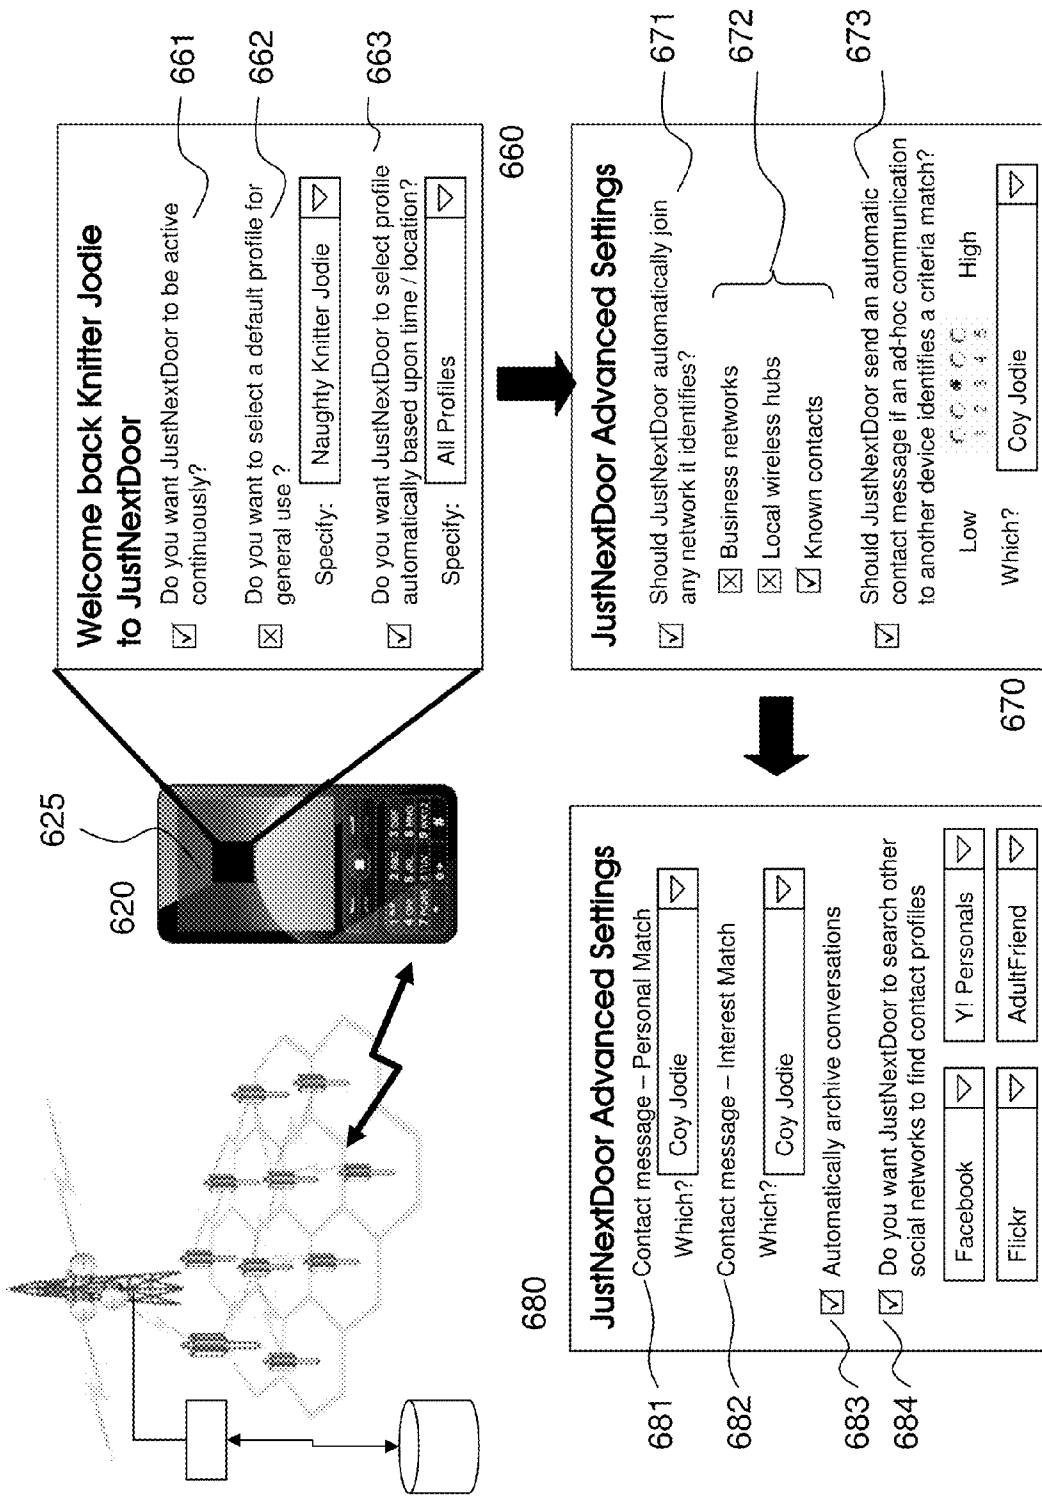 620
625
Welcome back Knitter Jodie
to JustNextDoor
Do you want JustNextDoor to be active
continuously?
661
Do you want to select a default profile for
general use ?
662
Specify: Naughty Knitter Jodie
Do you want JustNextDoor to select profile
automatically based upon time / location?
663
Specify: All Profiles
660
JustNextDoor Advanced Settings
Should JustNextDoor automatically join
any network it identifies?
671
Business networks
Local wireless hubs
Known contacts
672
Should JustNextDoor send an automatic
contact message if an ad-hoc communication
to another device identifies a criteria match?
673
Low 1 2 3 4 5 High
Which? Coy Jodie
670
680
JustNextDoor Advanced Settings
681
Contact message – Personal Match
Which? Coy Jodie
682
Contact message – Interest Match
Which? Coy Jodie
683
Automatically archive conversations
684
Do you want JustNextDoor to search other
social networks to find contact profiles
Facebook Y! Personals
Flickr AdultFriend